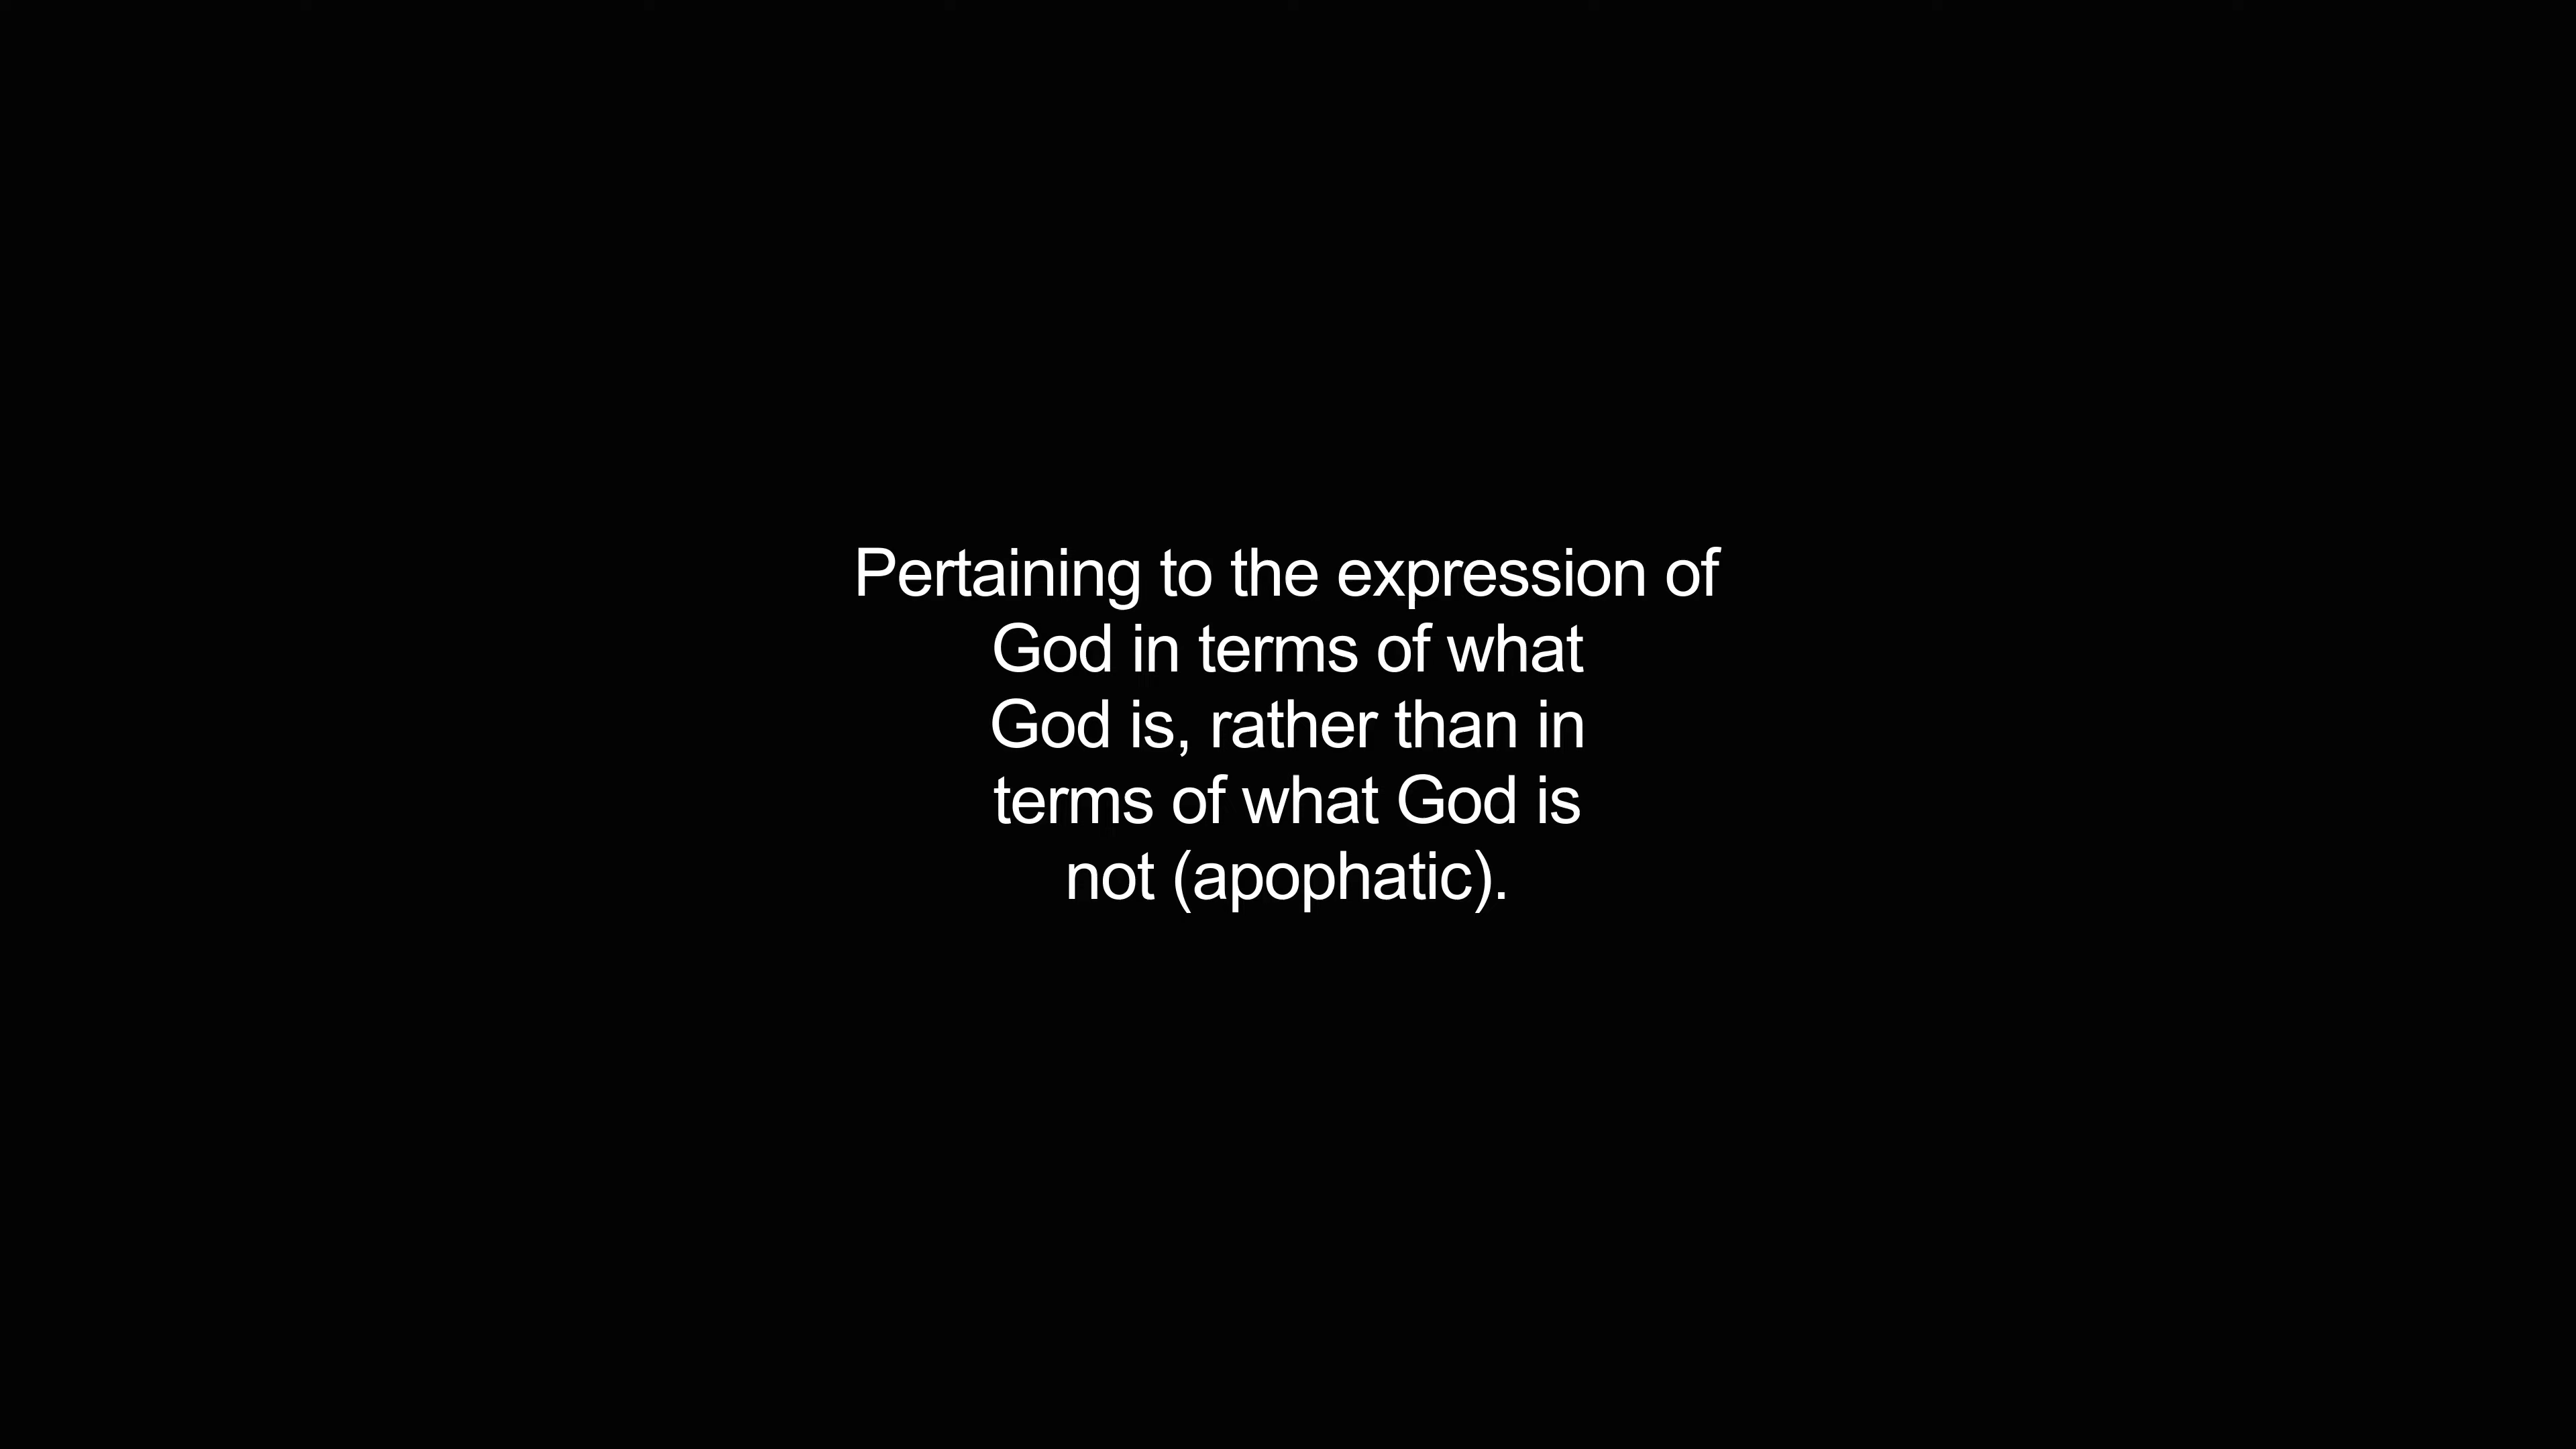 Pertaining to the expression of
God in terms of what
God is, rather than in
terms of what God is
not (apophatic).